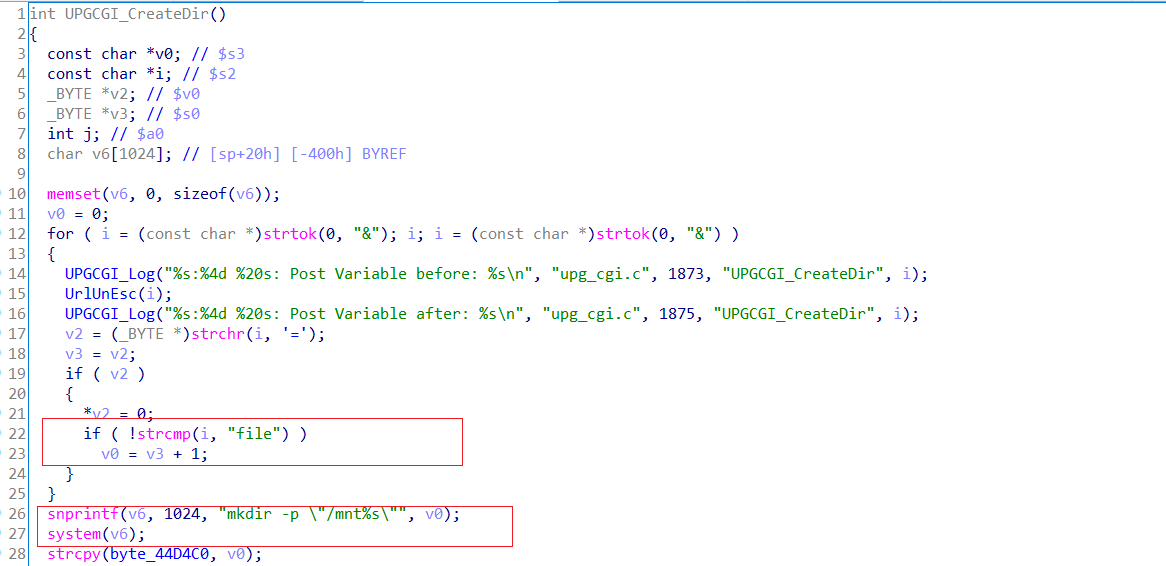 1 int UPGCGI_CreateDir()
2 {
3 const char *v0; // $s3
4 const char *i; // $s2
5 _BYTE *v2; // $v0
6 _BYTE *v3; // $s0
7 int j; // $a0
8 char v6[1024]; // [sp+20h] [-400h] BYREF
9
10 memset(v6, 0, sizeof(v6));
11 v0 = 0;
12 for ( i = (const char *)strtok(0, "&"); i; i = (const char *)strtok(0, "&") )
13 {
14 UPGCGI_Log("%s:%4d %20s: Post Variable before: %s\n", "upg_cgi.c", 1873, "UPGCGI_CreateDir", i);
15 UrlUnEsc(i);
16 UPGCGI_Log("%s:%4d %20s: Post Variable after: %s\n", "upg_cgi.c", 1875, "UPGCGI_CreateDir", i);
17 v2 = (_BYTE *)strchr(i, '=');
18 v3 = v2;
19 if ( v2 )
20 {
21 *v2 = 0;
22 if ( !strcmp(i, "file") )
23 v0 = v3 + 1;
24 }
25 }
26 snprintf(v6, 1024, "mkdir -p \"/mnt%s\"", v0);
27 system(v6);
28 strcpy(byte_44D4C0, v0);